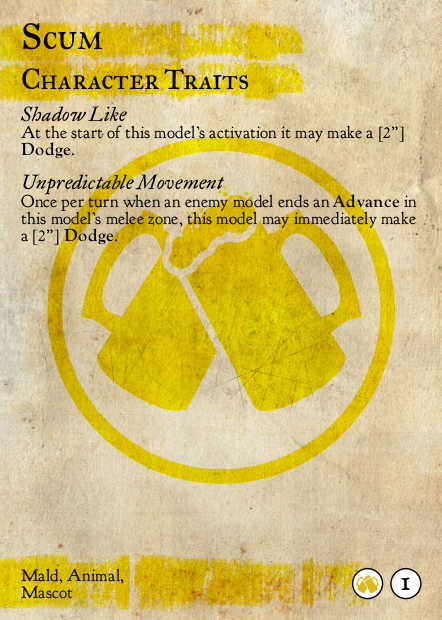 Scum
Character Traits
Shadow Like
At the start of this model's activation it may make a [2"]
Dodge.
Unpredictable Movement
Once per turn when an enemy model ends an Advance in
this model's melee zone, this model may immediately make
a [2"] Dodge.
Mald, Animal,
Mascot
1